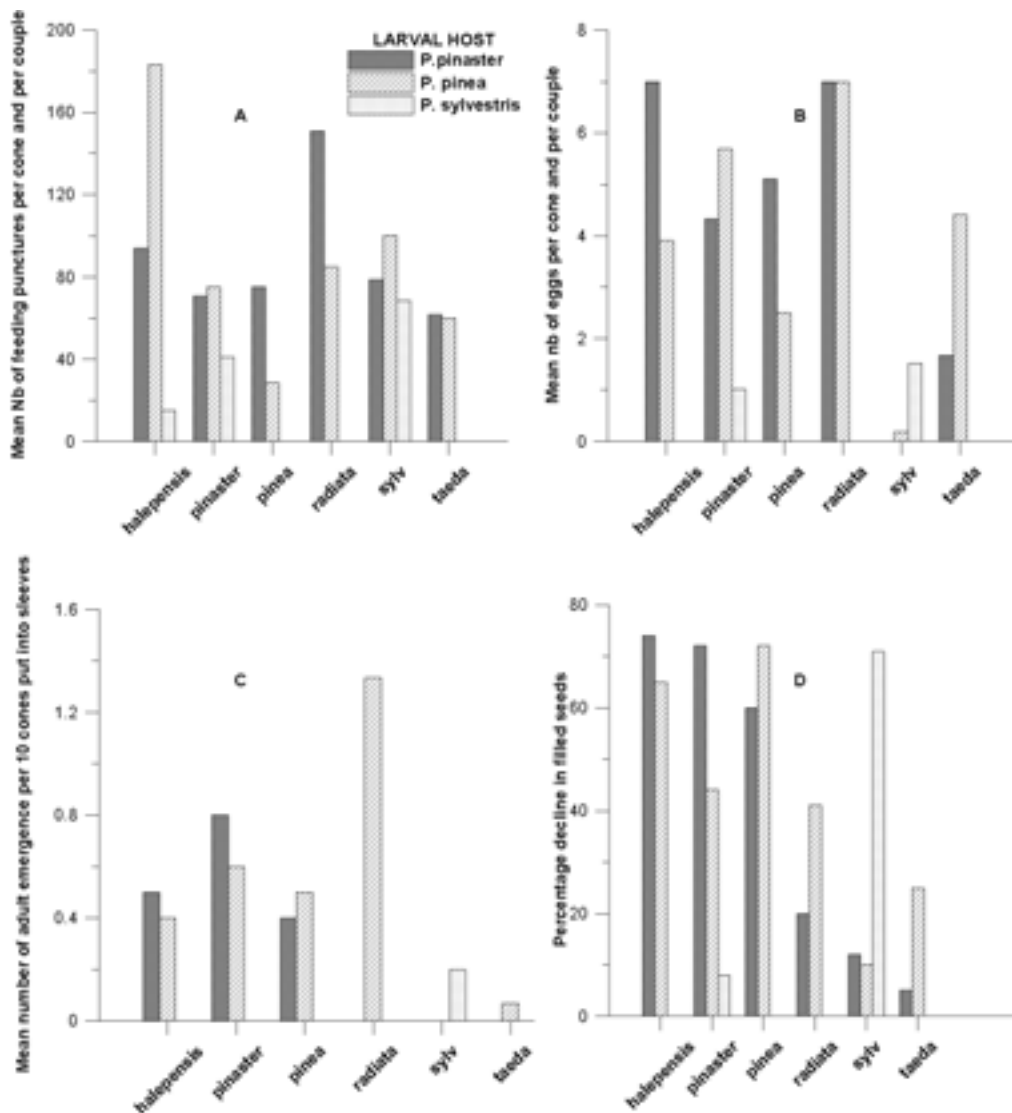 Mean Nb of feeding punctures per cone and per couple
200
160
120
80
40
0
A
LARVAL HOST
P.pinaster
P. pinea
P. sylvestris
halepensis
pinaster
pinea
radiata
sylv
taeda
Mean nb of eggs per cone and per couple
8
6
4
2
0
B
halepensis
pinaster
pinea
radiata
sylv
taeda
Mean number of adult emergence per 10 cones put into sleeves
1.6
1.2
0.8
0.4
0
C
halepensis
pinaster
pinea
radiata
sylv
taeda
Percentage decline in filled seeds
80
60
40
20
0
D
halepensis
pinaster
pinea
radiata
sylv
taeda